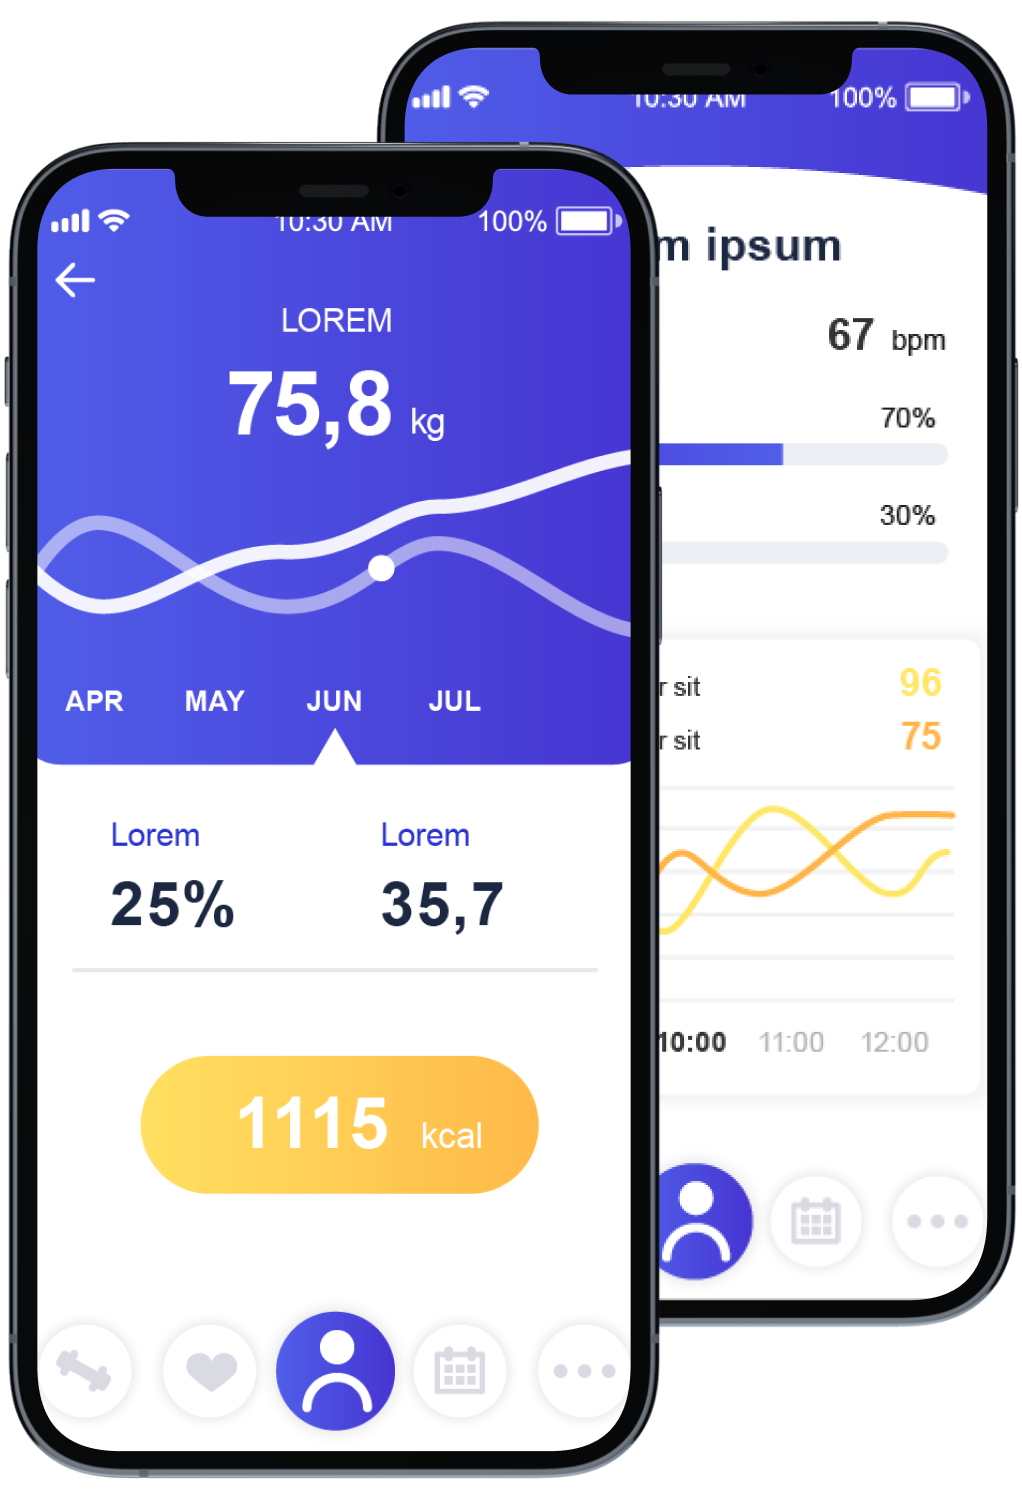 10:30 AM 100%
LOREM
75,8 kg
APR MAY JUN JUL
Lorem Lorem
25% 35,7
1115 kcal
10:30 AM 100%
m ipsum
67 bpm
70%
30%
r sit 96
r sit 75
10:00 11:00 12:00